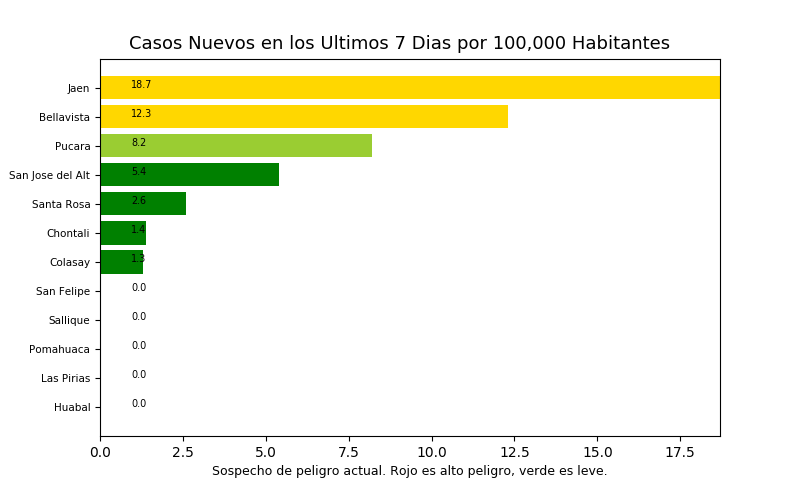 Casos Nuevos en los Ultimos 7 Dias por 100,000 Habitantes
Jaen 18.7
Bellavista 12.3
Pucara 8.2
San Jose del Alt 5.4
Santa Rosa 2.6
Chontali 1.4
Colasay 1.3
San Felipe 0.0
Sallique 0.0
Pomahuaca 0.0
Las Pirias 0.0
Huabal 0.0
0.0 2.5 5.0 7.5 10.0 12.5 15.0 17.5
Sospecho de peligro actual. Rojo es alto peligro, verde es leve.